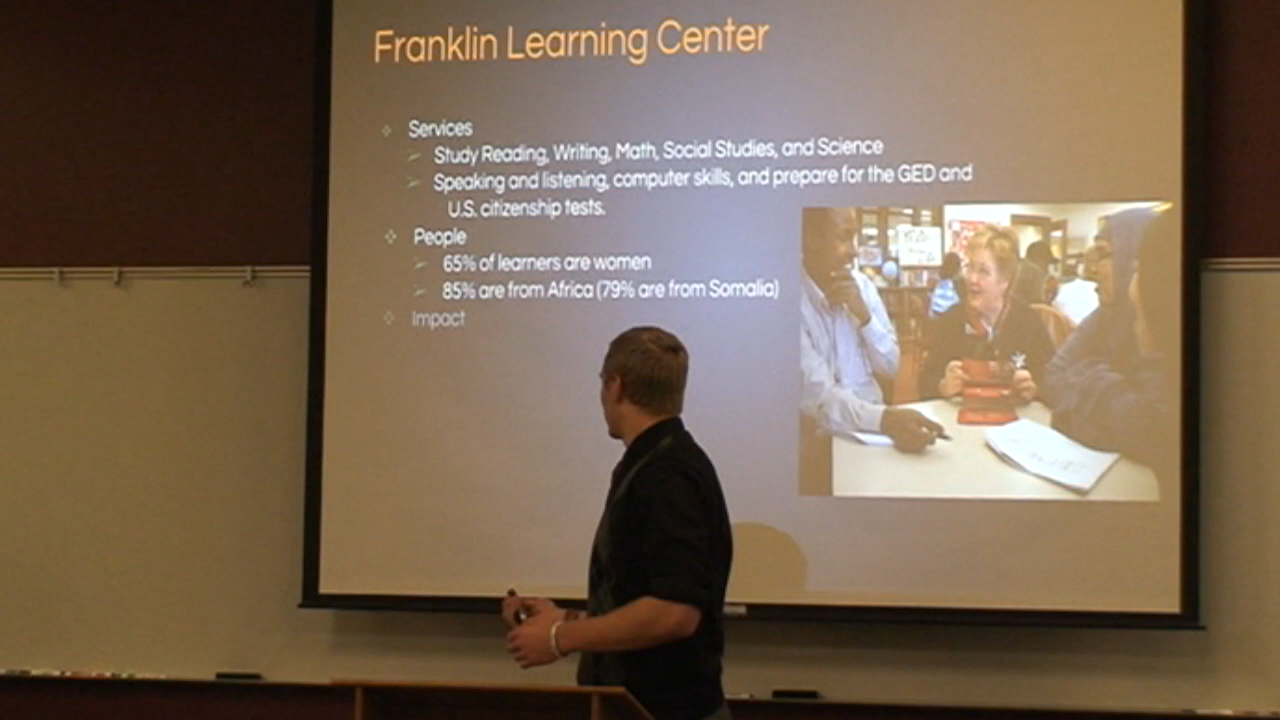 Franklin Learning Center
Services
Study Reading, Writing, Math, Social Studies, and Science
Speaking and listening, computer skills, and prepare for the GED and
U.S. citizenship tests.
People
65% of learners are women
85% are from Africa (79% are from Somalia)
Impact